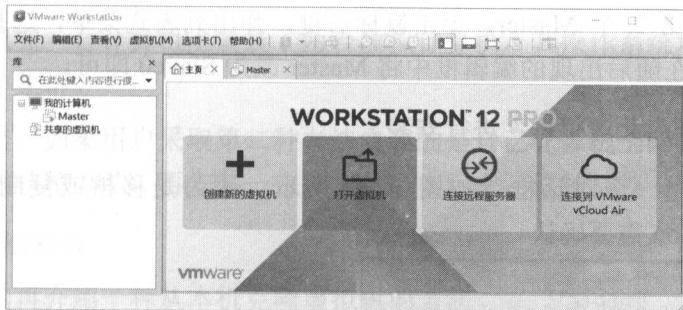 VMware Workstation
文件(F) 编辑(E) 查看(V) 虚拟机(M) 选项卡(T) 帮助(H)
库
在此处键入内容进行搜...
我的计算机
Master
共享的虚拟机
主页 Master
WORKSTATION™ 12 PRO
创建新的虚拟机 打开虚拟机 连接远程服务器 连接到 VMware
vCloud Air
vmware